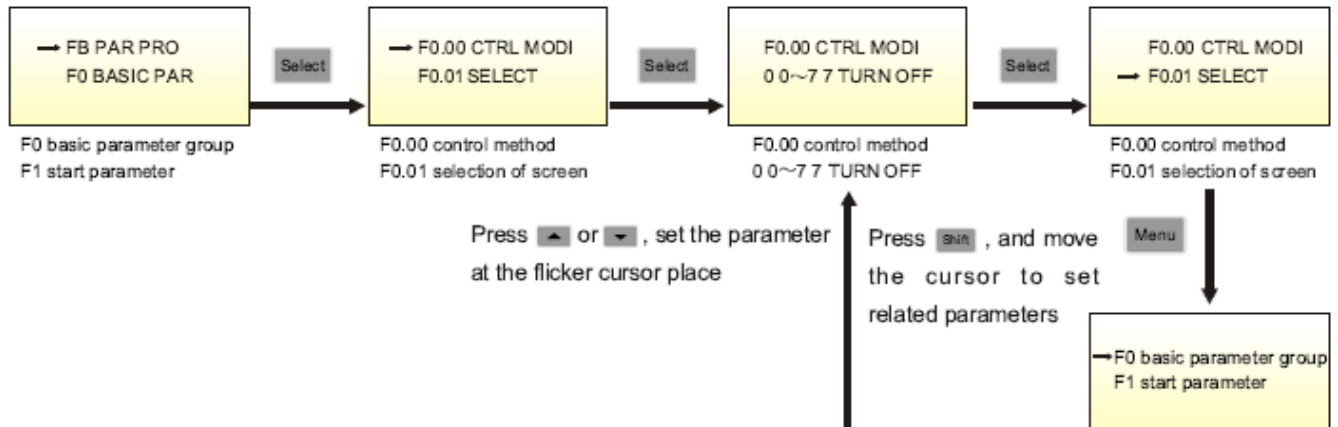 → FB PAR PRO
F0 BASIC PAR
Select
→ F0.00 CTRL MODI
F0.01 SELECT
Select
F0.00 CTRL MODI
0 0～7 7 TURN OFF
Select
F0.00 CTRL MODI
→ F0.01 SELECT
F0 basic parameter group
F1 start parameter
F0.00 control method
F0.01 selection of screen
F0.00 control method
0 0～7 7 TURN OFF
F0.00 control method
F0.01 selection of screen
Press ▲ or ▼ , set the parameter
at the flicker cursor place
Press Shift , and move
the cursor to set
related parameters
Menu
→ F0 basic parameter group
F1 start parameter